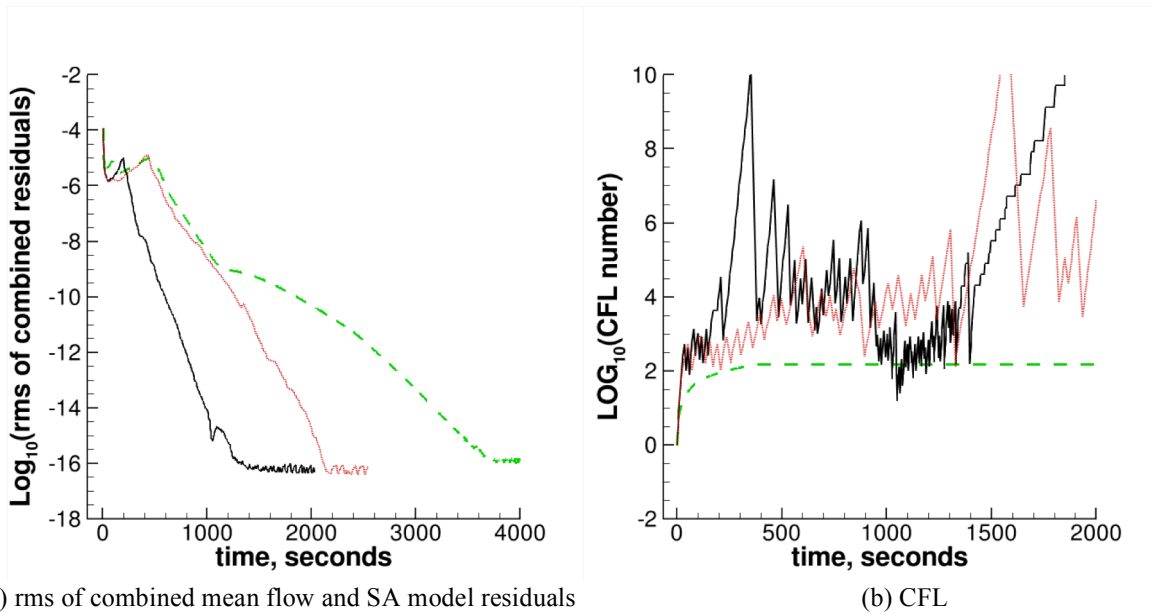 -2
-4
-6
-8
-10
-12
-14
-16
-18
Log10(rms of combined residuals)
0 1000 2000 3000 4000
time, seconds
10
8
6
4
2
0
-2
LOG10(CFL number)
0 500 1000 1500 2000
time, seconds
) rms of combined mean flow and SA model residuals
(b) CFL